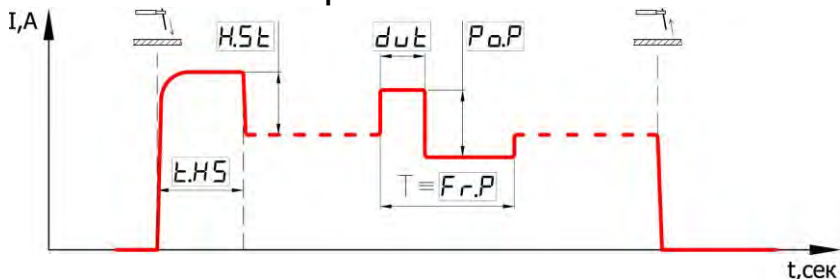 I,A
H.St
dut
Po.P
t.HS
T ≡ Fr.P
t,сек